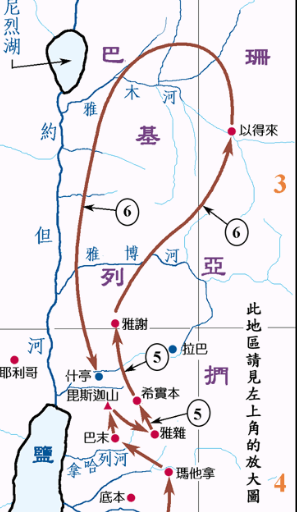 尼烈湖
巴珊
雅木河
約但河
基列
以得來
3
6
6
雅博河
亞捫
雅謝
5
拉巴
耶利哥
什亭
毘斯迦山
希實本
5
鹽
巴末
雅雜
拿哈列河
瑪他拿
底本
4
此地區請見左上角的放大圖